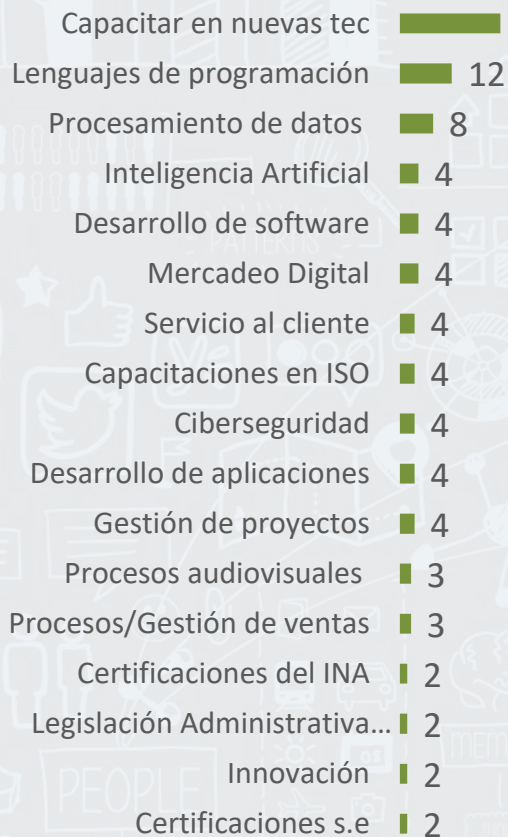 Capacitar en nuevas tec
Lenguajes de programación 12
Procesamiento de datos 8
Inteligencia Artificial 4
Desarrollo de software 4
Mercadeo Digital 4
Servicio al cliente 4
Capacitaciones en ISO 4
Ciberseguridad 4
Desarrollo de aplicaciones 4
Gestión de proyectos 4
Procesos audiovisuales 3
Procesos/Gestión de ventas 3
Certificaciones del INA 2
Legislación Administrativa… 2
Innovación 2
Certificaciones s.e 2
PATTERNS
PEOPLE
MEM